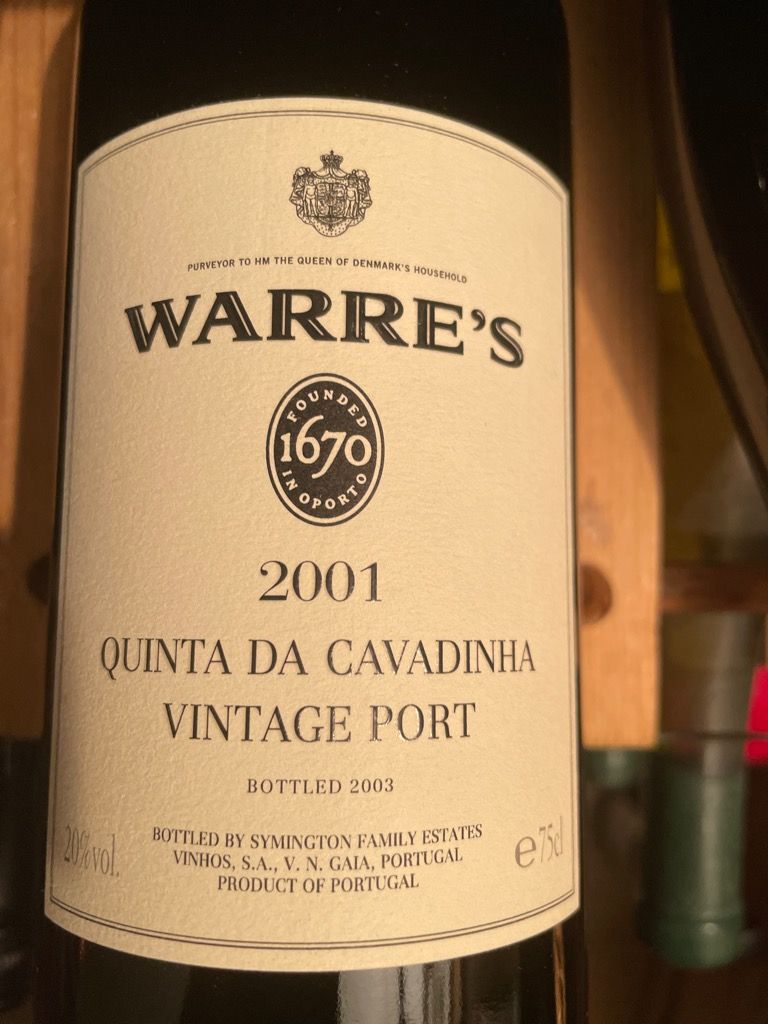 PURVEYOR TO HM THE QUEEN OF DENMARK'S HOUSEHOLD
WARRE'S
FOUNDED
1670
IN OPORTO
2001
QUINTA DA CAVADINHA
VINTAGE PORT
BOTTLED 2003
20% vol.
BOTTLED BY SYMINGTON FAMILY ESTATES
VINHOS, S.A., V. N. GAIA, PORTUGAL
PRODUCT OF PORTUGAL
e 75cl